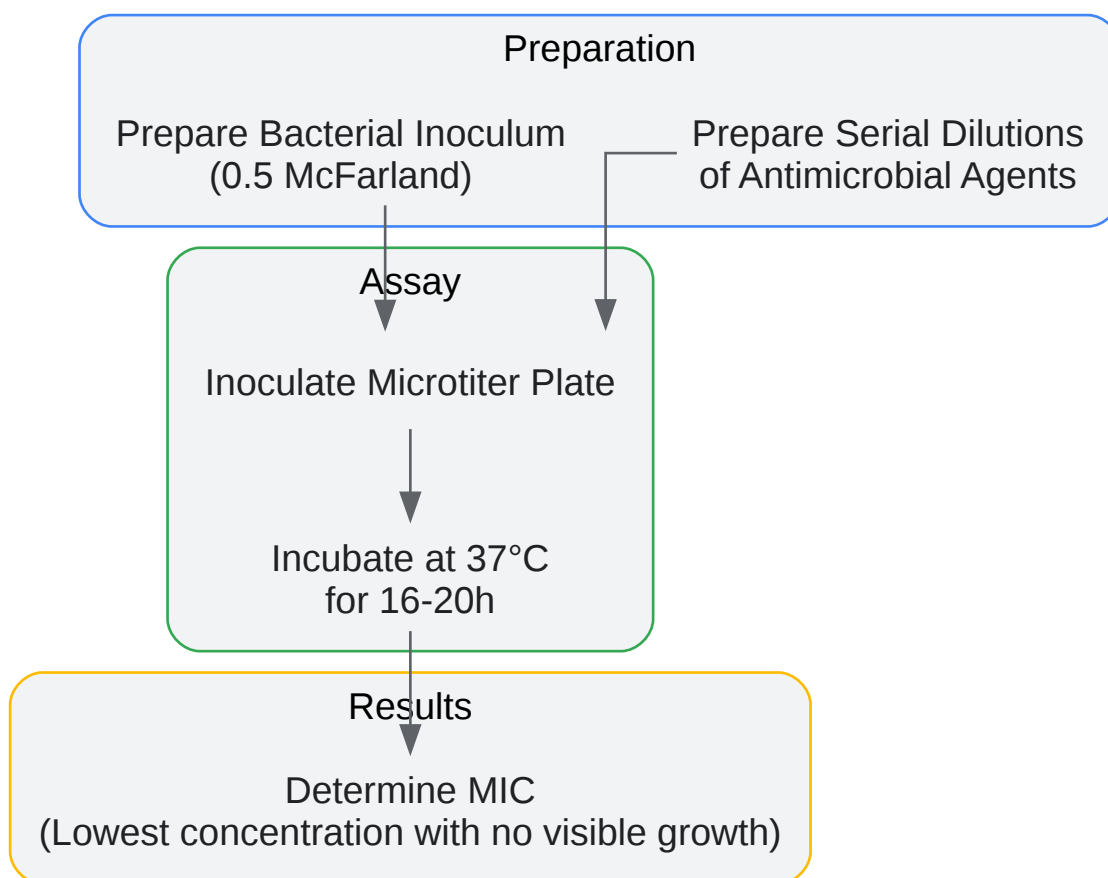 Preparation
Prepare Bacterial Inoculum
(0.5 McFarland)
Prepare Serial Dilutions
of Antimicrobial Agents
Assay
Inoculate Microtiter Plate
Incubate at 37°C
for 16-20h
Results
Determine MIC
(Lowest concentration with no visible growth)